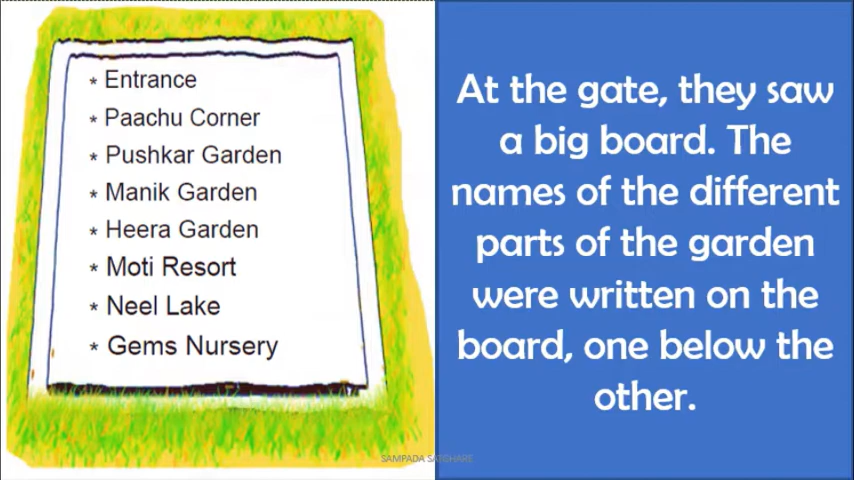 * Entrance
* Paachu Corner
* Pushkar Garden
* Manik Garden
* Heera Garden
* Moti Resort
* Neel Lake
* Gems Nursery
At the gate, they saw
a big board. The
names of the different
parts of the garden
were written on the
board, one below the
other.
SAMPADA